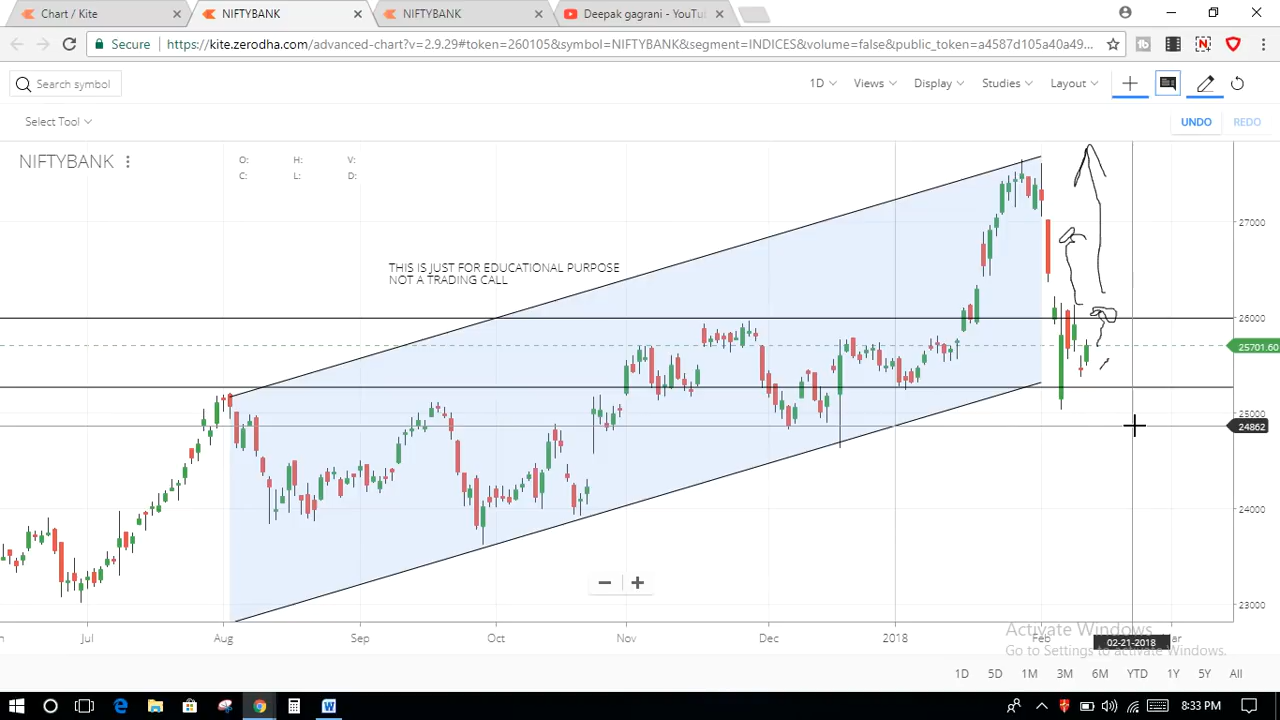 Chart / Kite
NIFTYBANK
NIFTYBANK
Deepak gagrani - YouTu
Secure
https://kite.zerodha.com/advanced-chart?v=2.9.29#token=260105&symbol=NIFTYBANK&segment=INDICES&volume=false&public_token=a4587d105a40a49...
Search symbol
1D Views Display Studies Layout
Select Tool
UNDO REDO
NIFTYBANK
O: H: V:
C: L: D:
THIS IS JUST FOR EDUCATIONAL PURPOSE
NOT A TRADING CALL
27000
26000
25701.60
25000
24862
24000
23000
Jul Aug Sep Oct Nov Dec 2018 Feb 02-21-2018 ar
Activate Windows
Go to Settings to activate Windows.
1D 5D 1M 3M 6M YTD 1Y 5Y All
8:33 PM